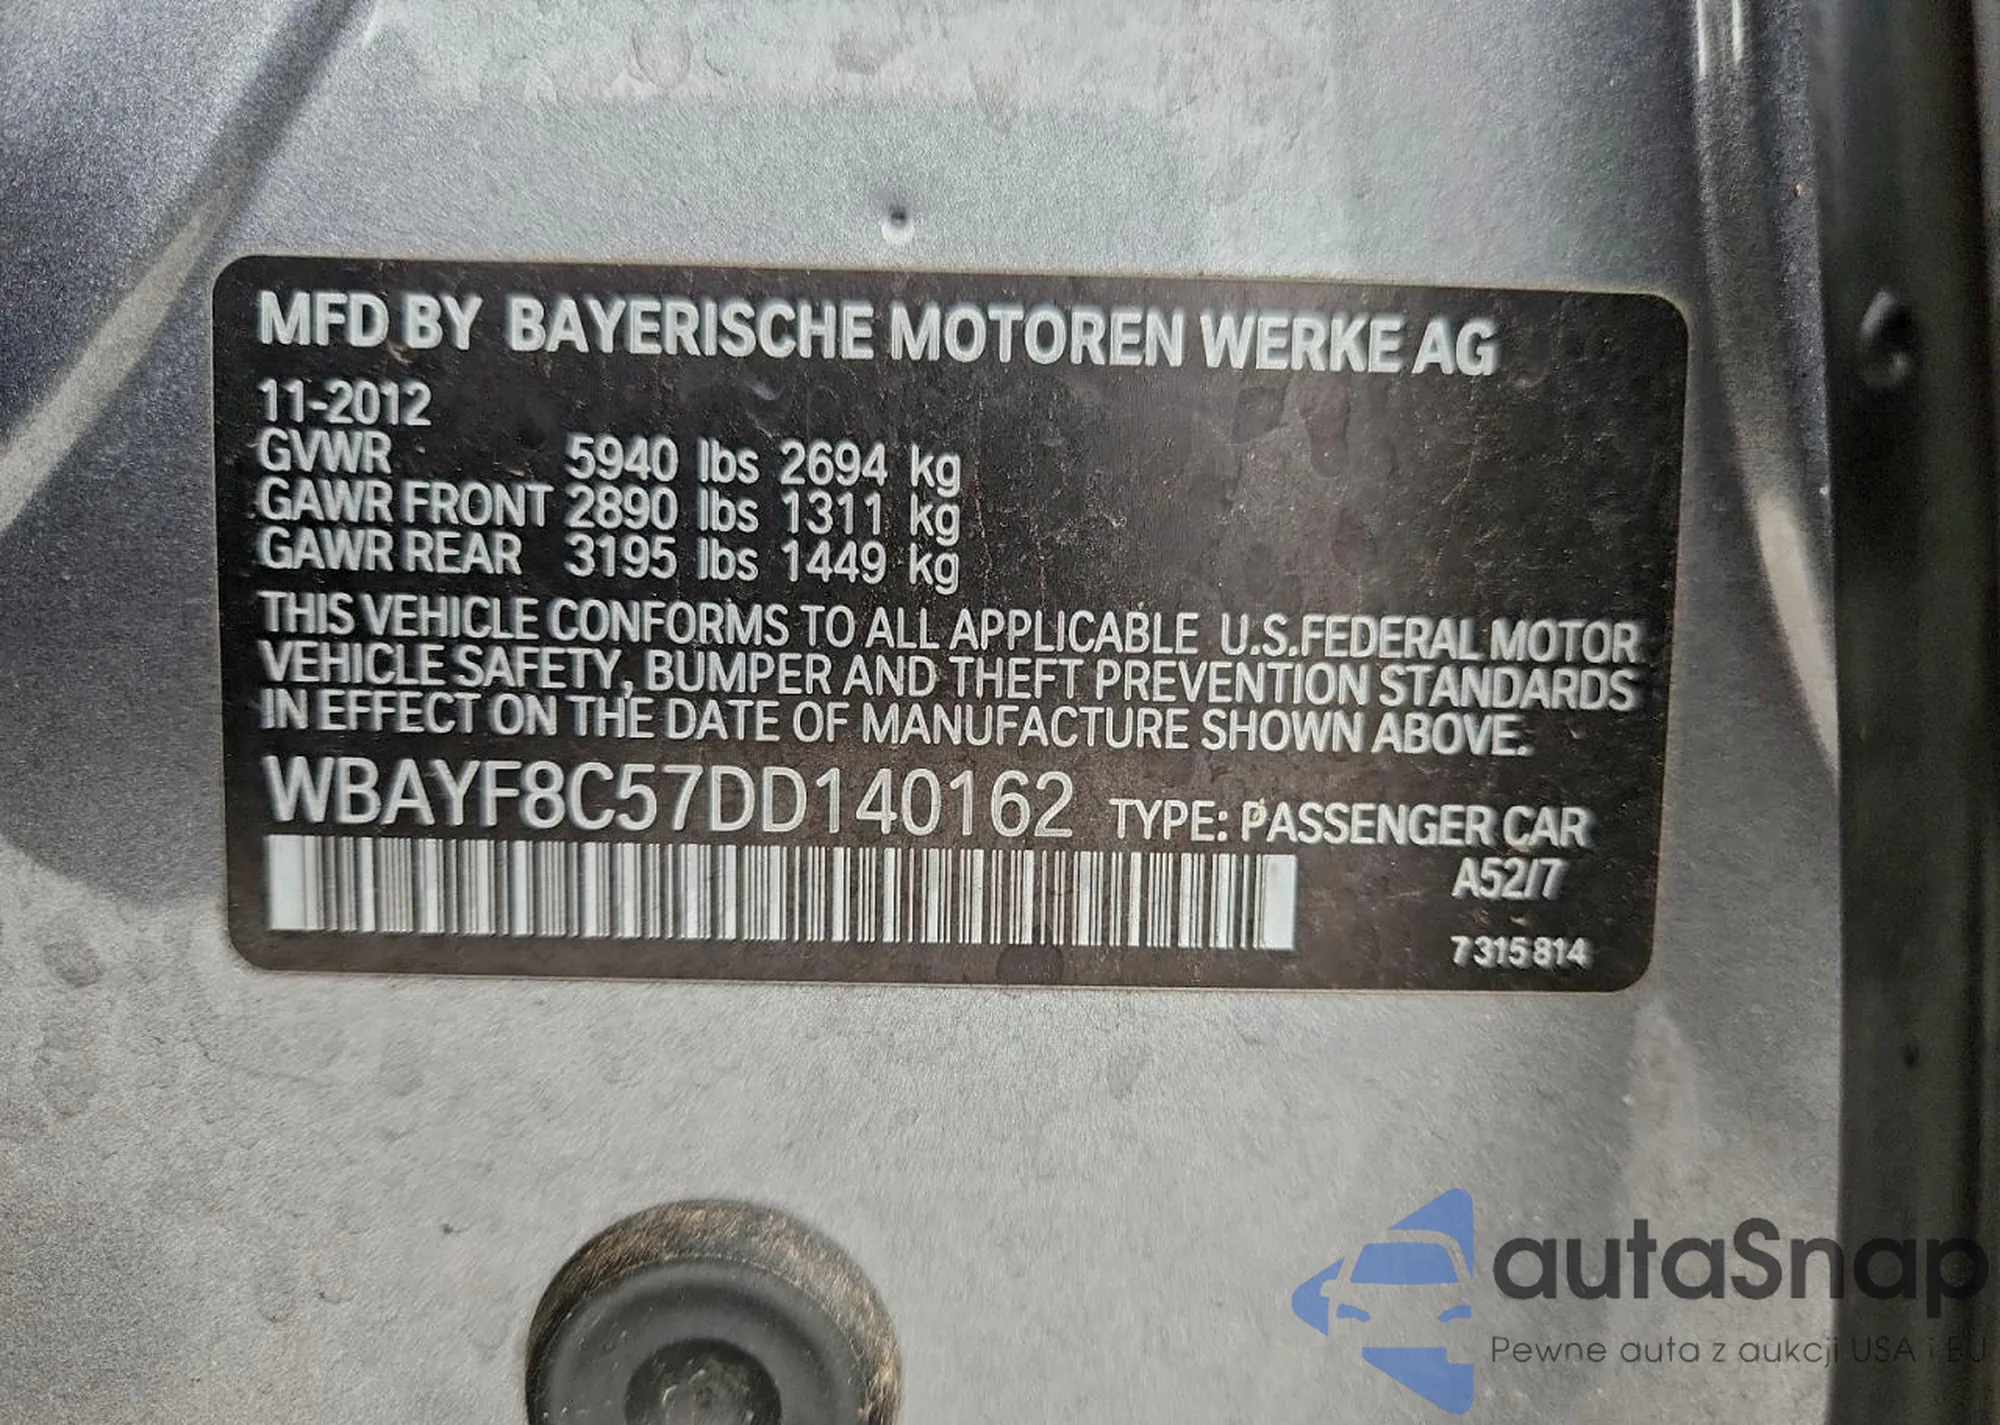 MFD BY BAYERISCHE MOTOREN WERKE AG
11-2012
GVWR 5940 lbs 2694 kg
GAWR FRONT 2890 lbs 1311 kg
GAWR REAR 3195 lbs 1449 kg
THIS VEHICLE CONFORMS TO ALL APPLICABLE U.S.FEDERAL MOTOR
VEHICLE SAFETY, BUMPER AND THEFT PREVENTION STANDARDS
IN EFFECT ON THE DATE OF MANUFACTURE SHOWN ABOVE.
WBAYF8C57DD140162 TYPE: PASSENGER CAR
A52/7
7315814
autaSnap
Pewne auta z aukcji USA i EU